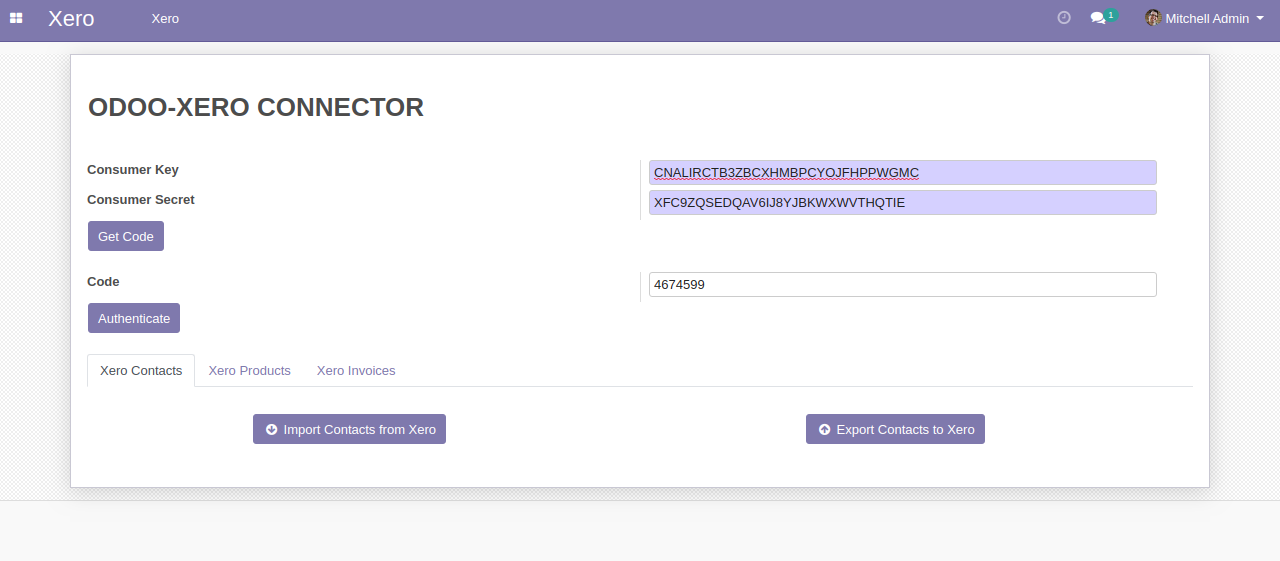 Xero Xero 1 Mitchell Admin
ODOO-XERO CONNECTOR
Consumer Key CNALIRCTB3ZBCXHMBPCYOJFHPPWGMC
Consumer Secret XFC9ZQSEDQAV6IJ8YJBKWXWVTHQTIE
Get Code
Code 4674599
Authenticate
Xero Contacts Xero Products Xero Invoices
Import Contacts from Xero Export Contacts to Xero